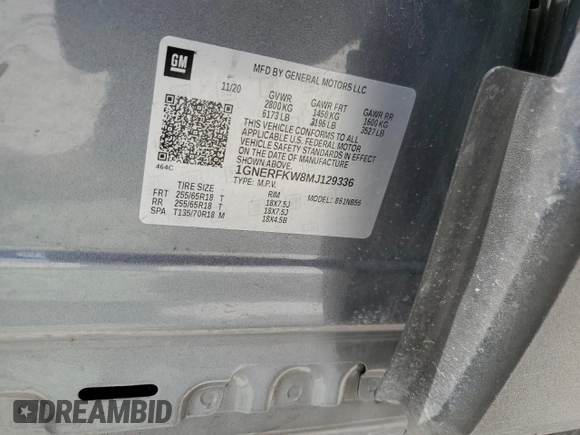 GM
MFD BY GENERAL MOTORS LLC
11/20 GVWR GAWR FRT GAWR RR
2800 KG 1450 KG 1600 KG
6173 LB 3196 LB 3527 LB
THIS VEHICLE CONFORMS TO ALL
APPLICABLE U.S. FEDERAL MOTOR
VEHICLE SAFETY STANDARDS IN EFFECT
ON THE DATE OF MANUFACTURE
SHOWN ABOVE.
464C
1GNERFKW8MJ129336
TYPE: M.P.V. MODEL: 861NB56
TIRE SIZE RIM
FRT 255/65R18 T 18X7.5J
RR 255/65R18 T 18X7.5J
SPA T135/70R18 M 18X4.5B
DREAMBID